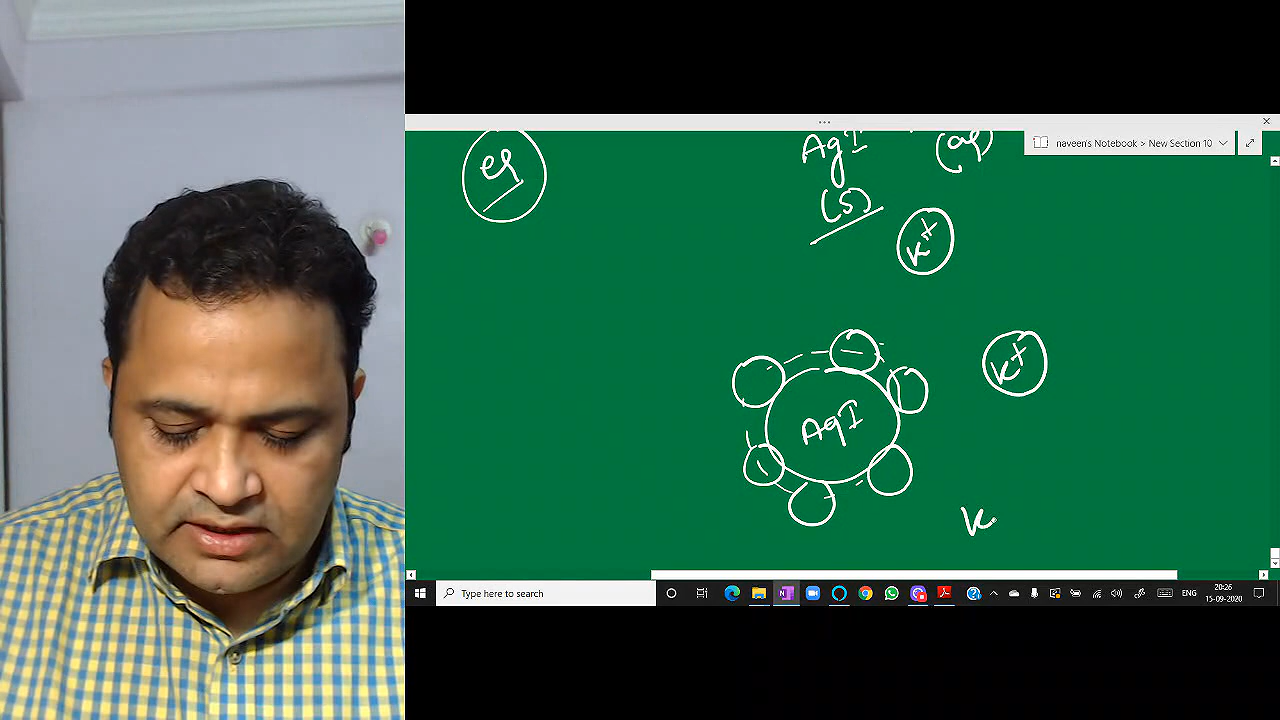 naveen's Notebook > New Section 10
eg
AgI (aq)
(s)
K+
K+
AgI
K
Type here to search
ENG
20:26
15-09-2020